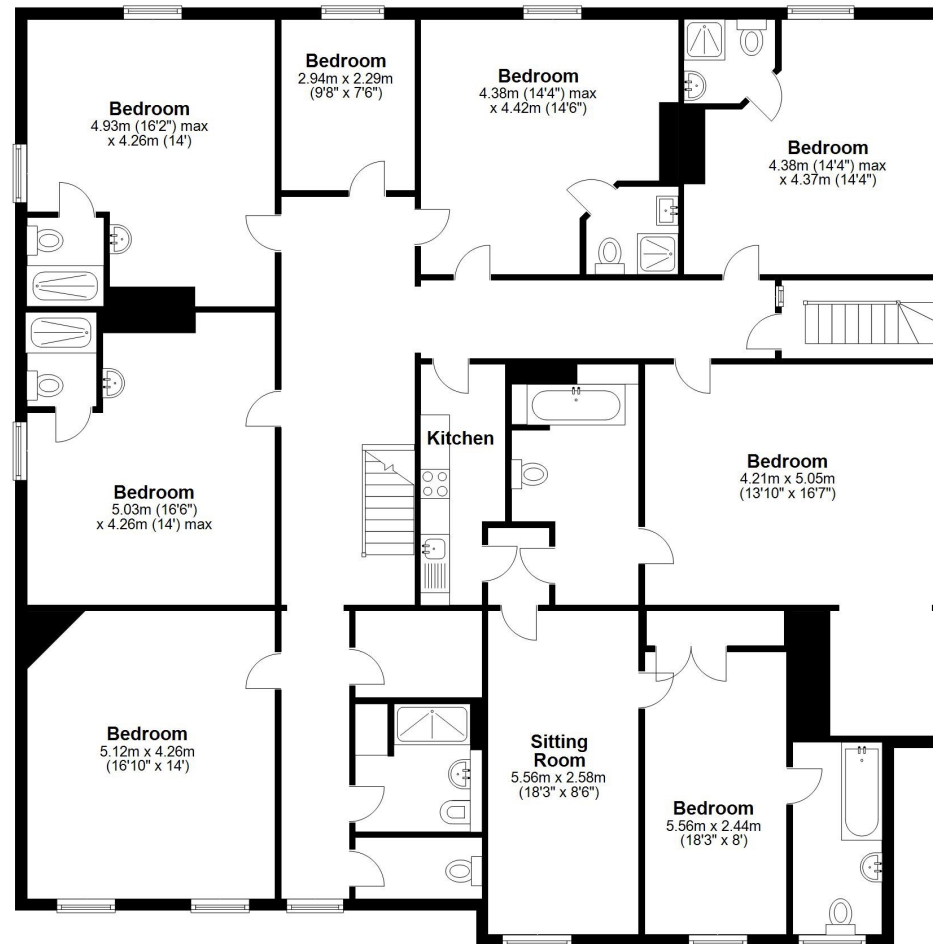 Bedroom
4.93m (16'2") max
x 4.26m (14')
Bedroom
2.94m x 2.29m
(9'8" x 7'6")
Bedroom
4.38m (14'4") max
x 4.42m (14'6")
Bedroom
4.38m (14'4") max
x 4.37m (14'4")
Bedroom
5.03m (16'6")
x 4.26m (14') max
Kitchen
Bedroom
4.21m x 5.05m
(13'10" x 16'7")
Bedroom
5.12m x 4.26m
(16'10" x 14')
Sitting
Room
5.56m x 2.58m
(18'3" x 8'6")
Bedroom
5.56m x 2.44m
(18'3" x 8')